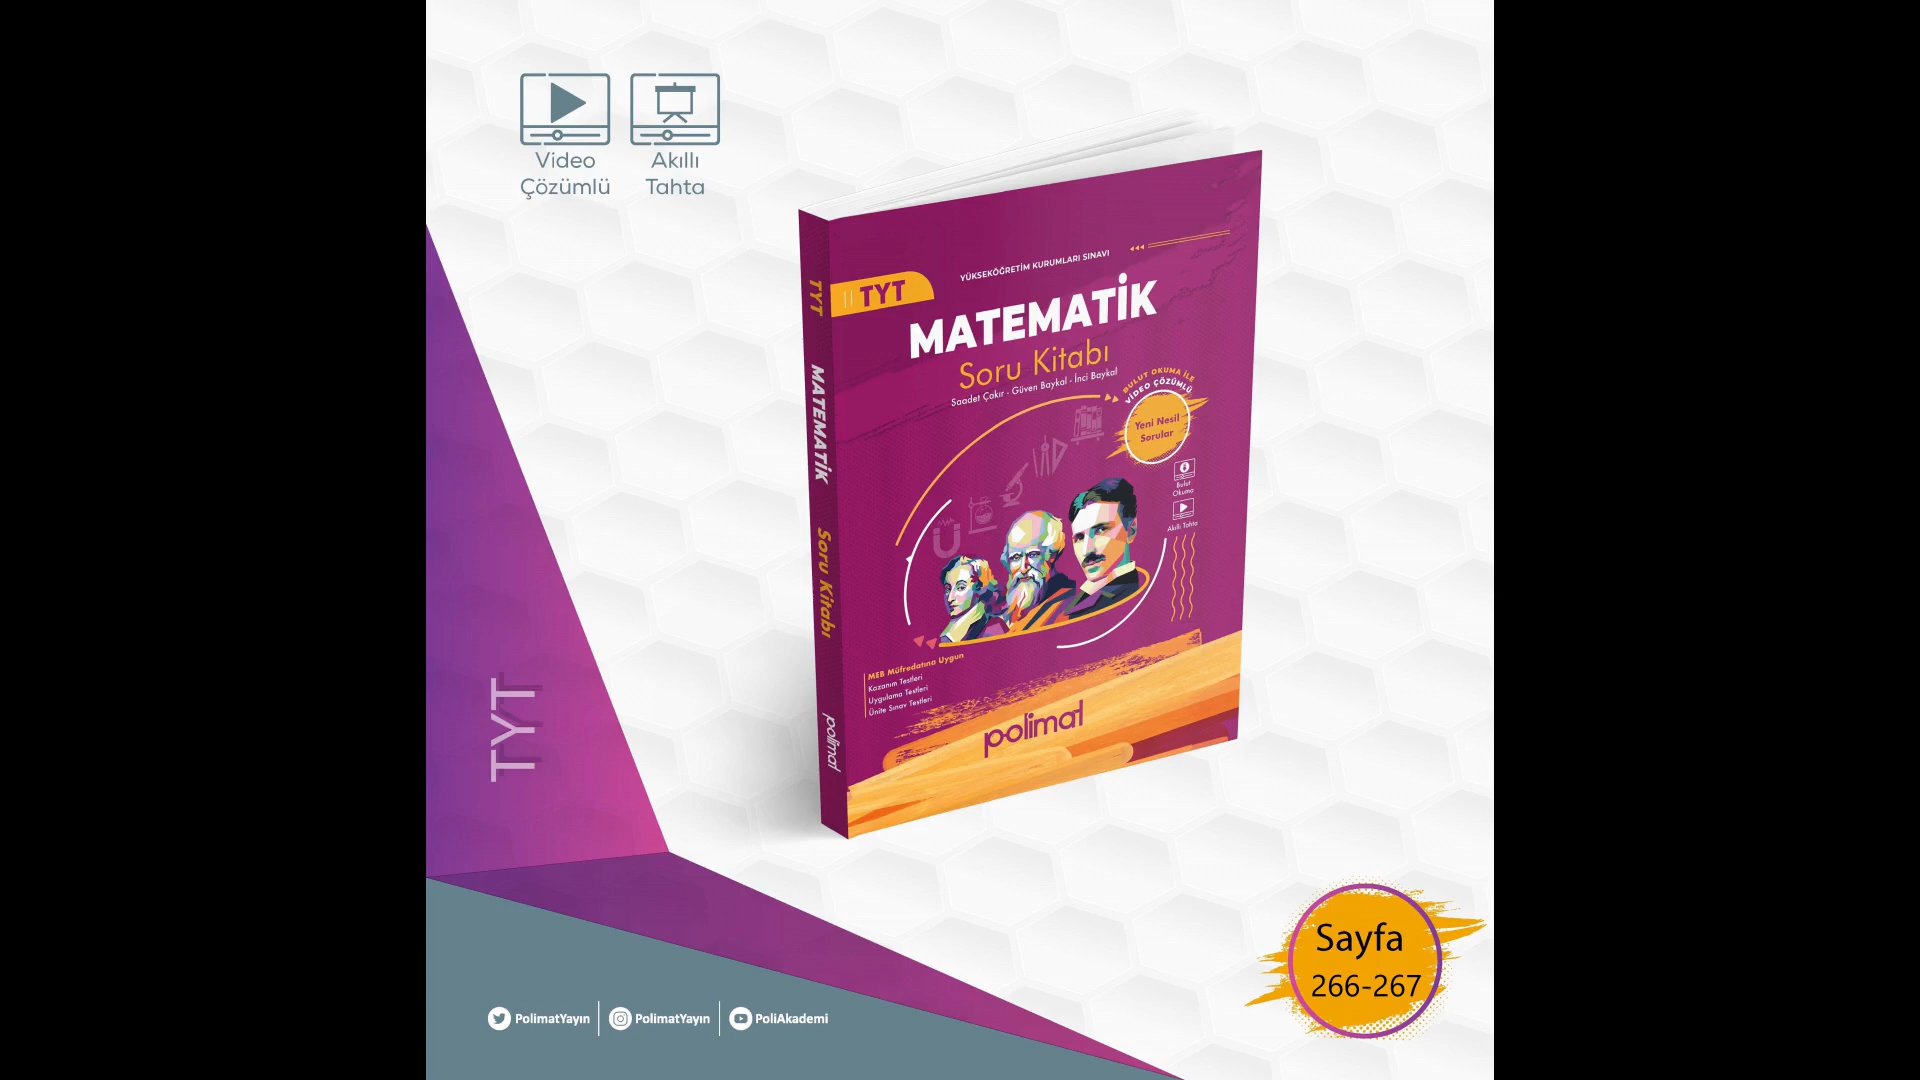 Video
Çözümlü
Akıllı
Tahta
YÜKSEKÖĞRETİM KURUMLARI SINAVI
TYT
MATEMATİK
Soru Kitabı
Saadet Çakır - Güven Baykal - İnci Baykal
BULUT OKUMA İLE
VİDEO ÇÖZÜMLÜ
Yeni Nesil
Sorular
Bulut
Okuma
Akıllı Tahta
MEB Müfredatına Uygun
Kazanım Testleri
Uygulama Testleri
Ünite Sınav Testleri
polimat
TYT MATEMATİK Soru Kitabı polimat
TYT
Sayfa
266-267
PolimatYayın
PolimatYayın
PoliAkademi